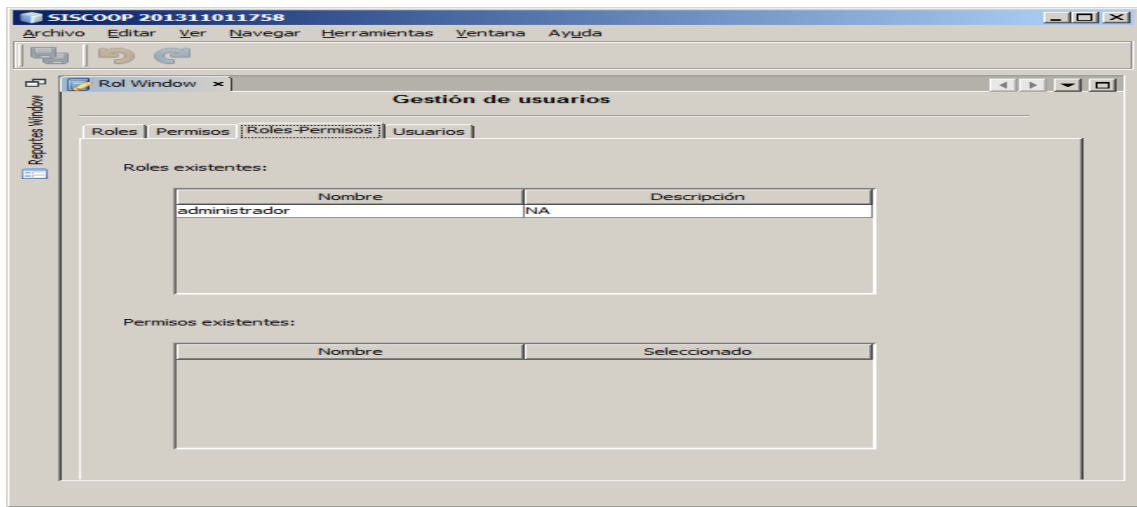 SISCOOP 201311011758
Archivo Editar Ver Navegar Herramientas Ventana Ayuda
Rol Window
Reportes Window
Gestión de usuarios
Roles Permisos Roles-Permisos Usuarios
Roles existentes:
Nombre Descripción
administrador NA
Permisos existentes:
Nombre Seleccionado